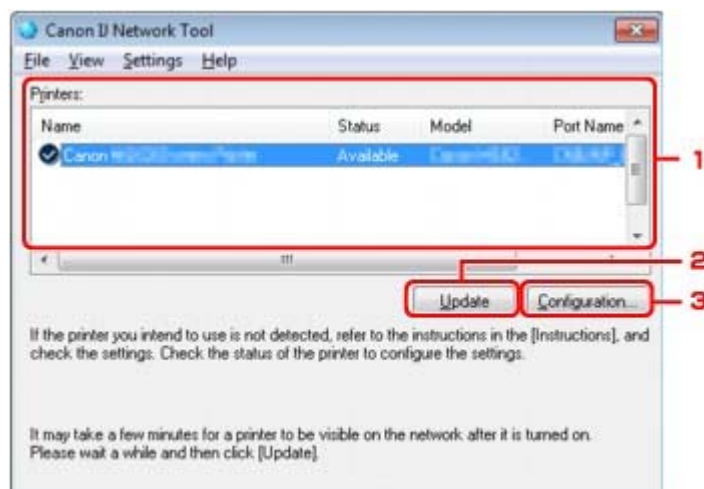 Canon IJ Network Tool
File View Settings Help
Printers:
Name Status Model Port Name
Canon Available
1
2
Update Configuration...
3
If the printer you intend to use is not detected, refer to the instructions in the [Instructions], and
check the settings. Check the status of the printer to configure the settings.
It may take a few minutes for a printer to be visible on the network after it is turned on.
Please wait a while and then click [Update].